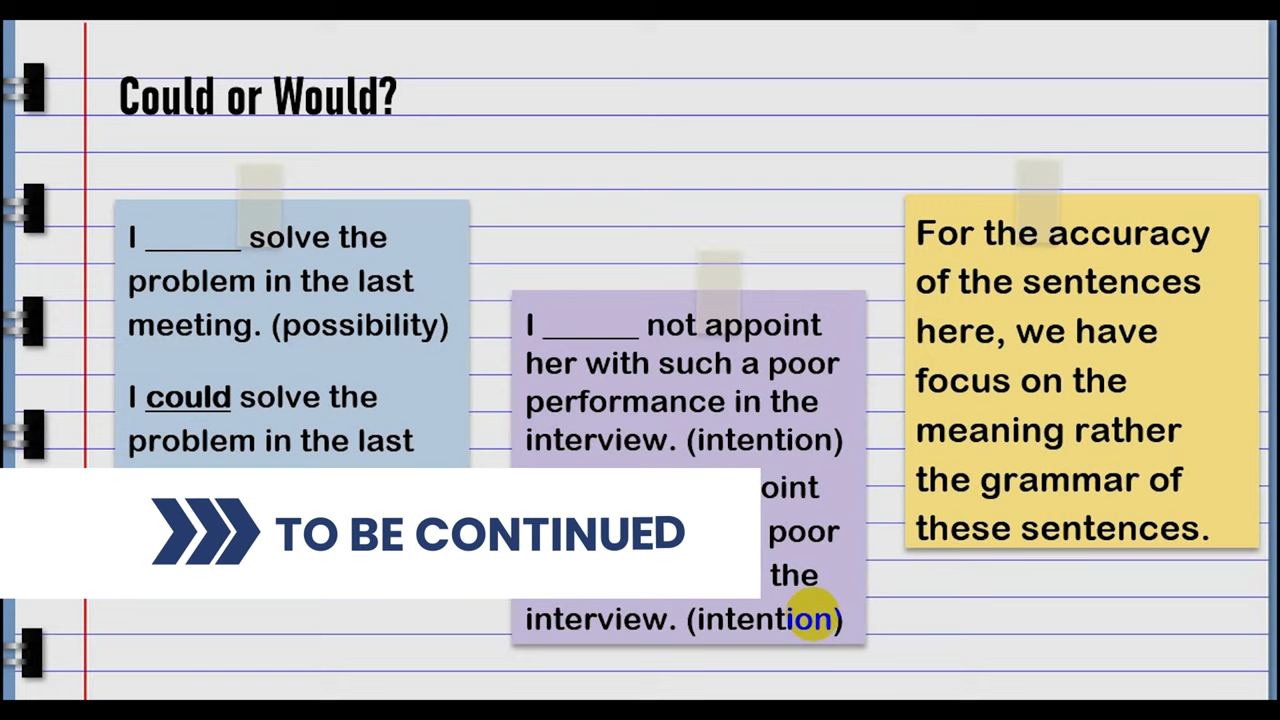 Could or Would?
I ______ solve the
problem in the last
meeting. (possibility)
I could solve the
problem in the last
I ______ not appoint
her with such a poor
performance in the
interview. (intention)
oint
poor
the
interview. (intention)
For the accuracy
of the sentences
here, we have
focus on the
meaning rather
the grammar of
these sentences.
TO BE CONTINUED